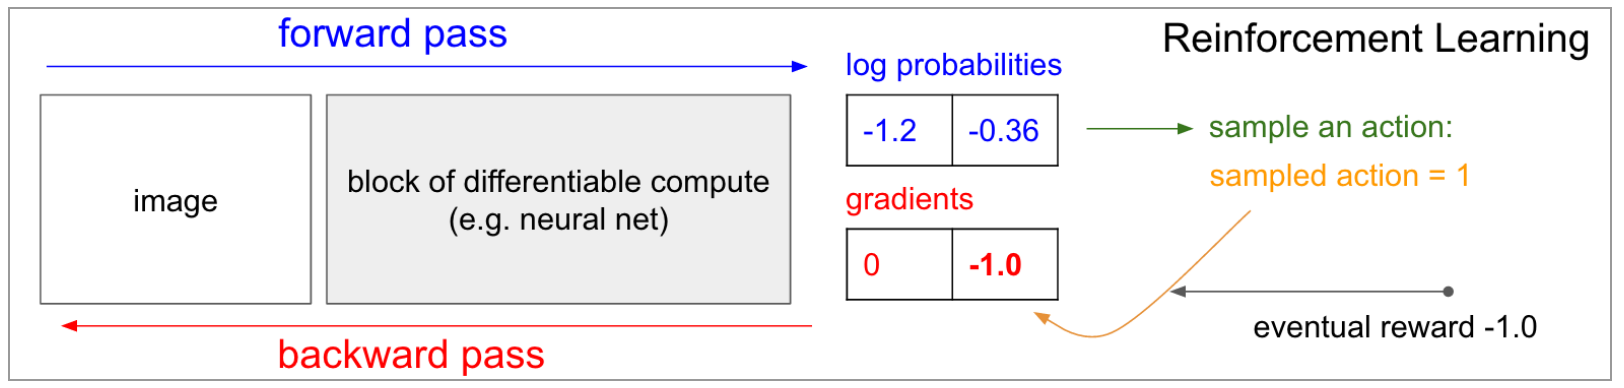 forward pass
Reinforcement Learning
log probabilities
-1.2 -0.36
sample an action:
sampled action = 1
image
block of differentiable compute
(e.g. neural net)
gradients
0 -1.0
eventual reward -1.0
backward pass